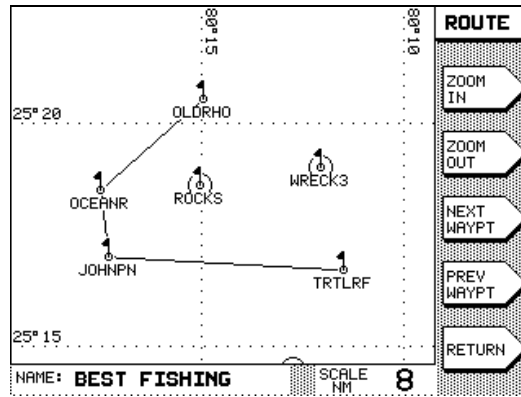 80°15
80°10
ROUTE
ZOOM
IN
OLDRHO
25°20
ZOOM
OUT
WRECK3
ROCKS
OCEANR
NEXT
WAYPT
JOHNPN
TRTLRF
PREV
WAYPT
25°15
RETURN
NAME: BEST FISHING
SCALE
NM
8